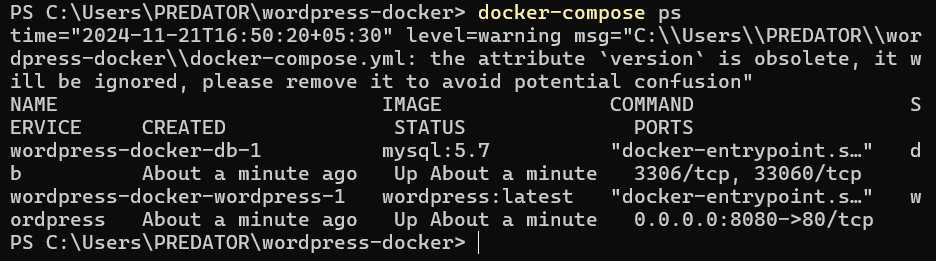 PS C:\Users\PREDATOR\wordpress-docker> docker-compose ps
time="2024-11-21T16:50:20+05:30" level=warning msg="C:\\Users\\PREDATOR\\wor
dpress-docker\\docker-compose.yml: the attribute `version` is obsolete, it w
ill be ignored, please remove it to avoid potential confusion"
NAME                           IMAGE              COMMAND                  S
ERVICE     CREATED              STATUS              PORTS
wordpress-docker-db-1          mysql:5.7          "docker-entrypoint.s…"   d
b          About a minute ago   Up About a minute   3306/tcp, 33060/tcp
wordpress-docker-wordpress-1   wordpress:latest   "docker-entrypoint.s…"   w
ordpress   About a minute ago   Up About a minute   0.0.0.0:8080->80/tcp
PS C:\Users\PREDATOR\wordpress-docker>